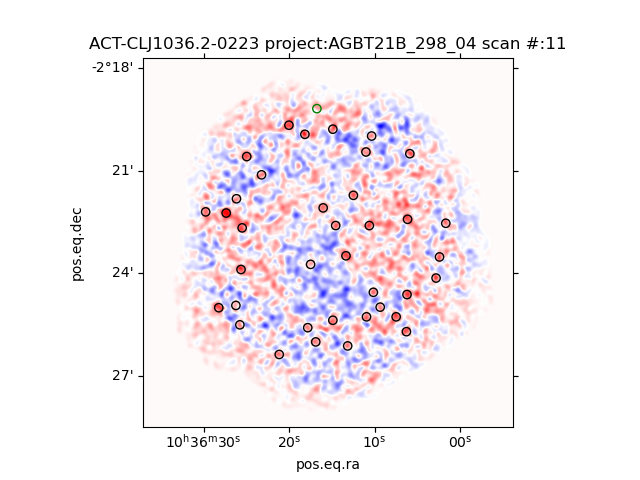 ACT-CLJ1036.2-0223 project:AGBT21B_298_04 scan #:11
-2°18'
21'
24'
27'
pos.eq.dec
10ʰ36ᵐ30ˢ 20ˢ 10ˢ 00ˢ
pos.eq.ra